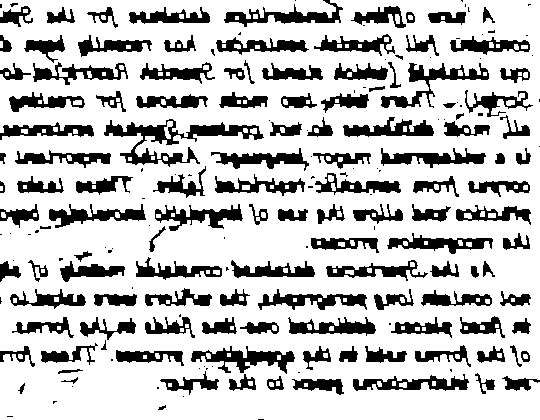 A new offline handwritten database for the Sp
contains full Spanish sentences, has recently been d
cus database (which stands for Spanish Restricted-do
Script). There were two main reasons for creating
all, most databases do not contain Spanish sentences,
is a widespread major language. Another important r
corpus from semantic-restricted tasks. These tasks a
practice and allow the use of linguistic knowledge beyo
the recognition process.
As the Spartacus database consisted mainly of sh
not contain long paragraphs, the writers were asked to
in fixed places: dedicated one-line fields in the forms.
of the forms used in the acquisition process. These form
set of instructions given to the writer.